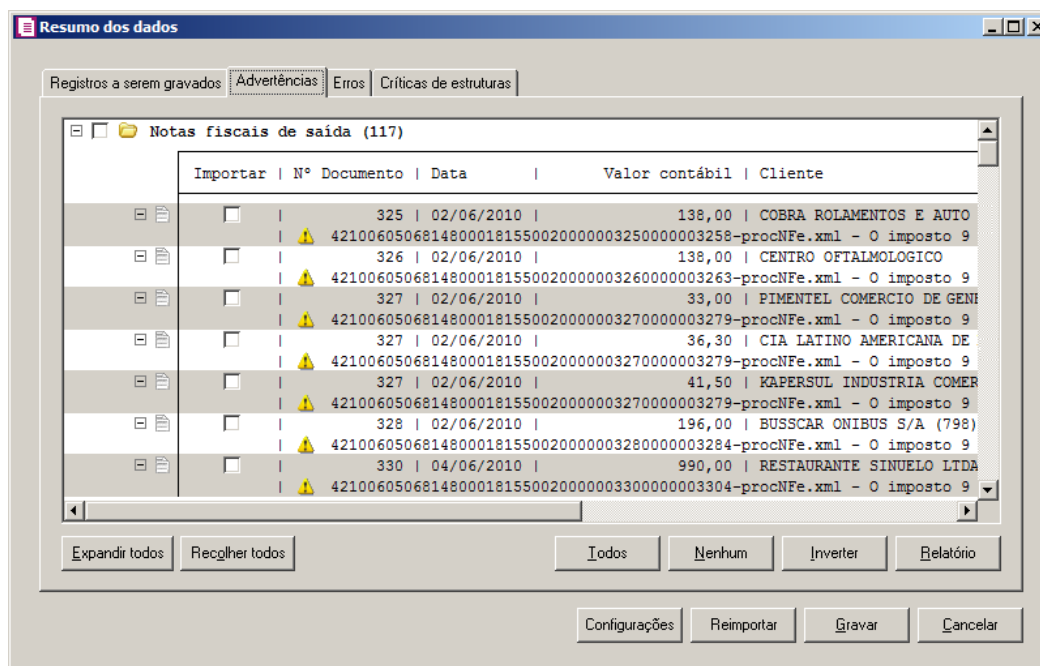 Resumo dos dados
Registros a serem gravados Advertências Erros Críticas de estruturas
Notas fiscais de saída (117)
Importar | Nº Documento | Data | Valor contábil | Cliente
| 325 | 02/06/2010 | 138,00 | COBRA ROLAMENTOS E AUTO
| 42100605068148000181550020000003250000003258-procNFe.xml - O imposto 9
| 326 | 02/06/2010 | 138,00 | CENTRO OFTALMOLOGICO
| 42100605068148000181550020000003260000003263-procNFe.xml - O imposto 9
| 327 | 02/06/2010 | 33,00 | PIMENTEL COMERCIO DE GENE
| 42100605068148000181550020000003270000003279-procNFe.xml - O imposto 9
| 327 | 02/06/2010 | 36,30 | CIA LATINO AMERICANA DE
| 42100605068148000181550020000003270000003279-procNFe.xml - O imposto 9
| 327 | 02/06/2010 | 41,50 | KAPERSUL INDUSTRIA COMER
| 42100605068148000181550020000003270000003279-procNFe.xml - O imposto 9
| 328 | 02/06/2010 | 196,00 | BUSSCAR ONIBUS S/A (798)
| 42100605068148000181550020000003280000003284-procNFe.xml - O imposto 9
| 330 | 04/06/2010 | 990,00 | RESTAURANTE SINUELO LTDA
| 42100605068148000181550020000003300000003304-procNFe.xml - O imposto 9
Expandir todos Recolher todos Todos Nenhum Inverter Relatório
Configurações Reimportar Gravar Cancelar